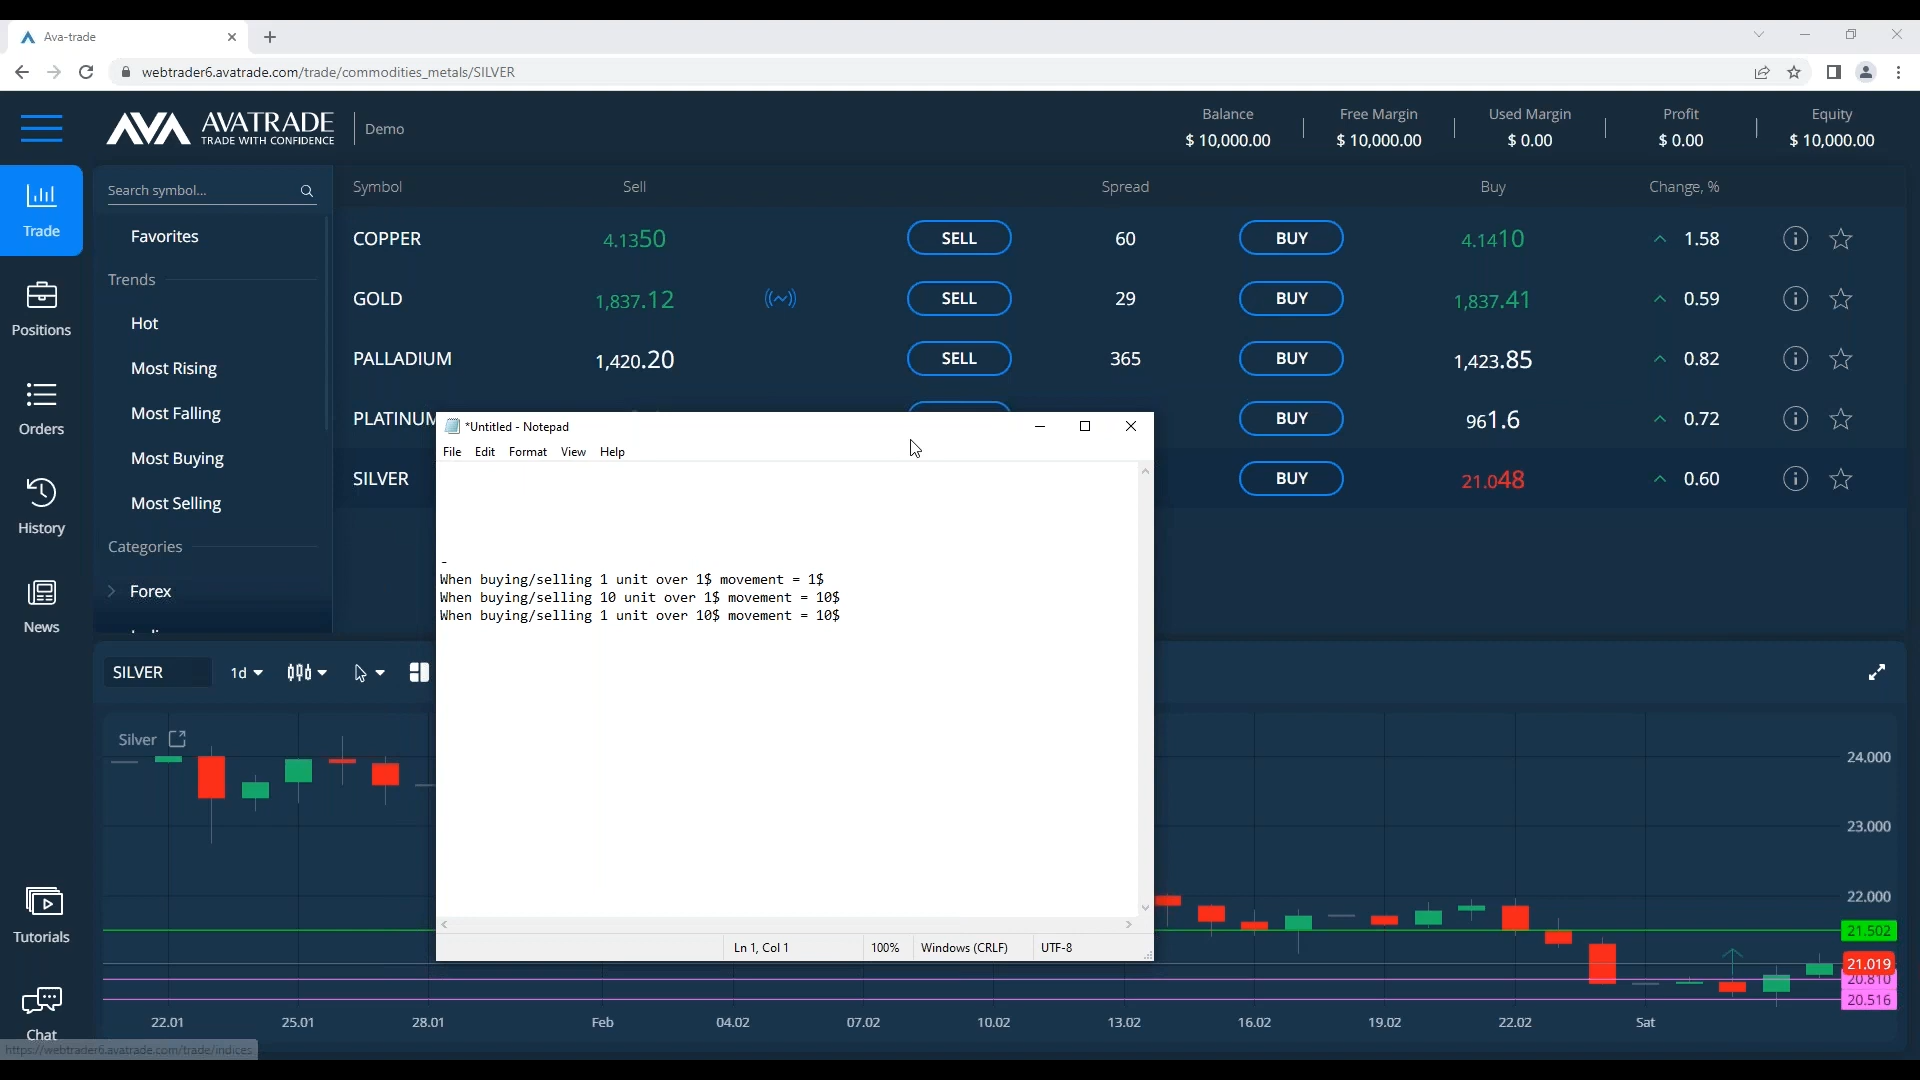 Ava-trade
webtrader6.avatrade.com/trade/commodities_metals/SILVER
AVA AVATRADE
TRADE WITH CONFIDENCE
Demo
Balance
$ 10,000.00
Free Margin
$ 10,000.00
Used Margin
$ 0.00
Profit
$ 0.00
Equity
$ 10,000.00
Trade
Positions
Orders
History
News
Tutorials
Chat
Search symbol...
Favorites
Trends
Hot
Most Rising
Most Falling
Most Buying
Most Selling
Categories
Forex
Symbol Sell Spread Buy Change, %
COPPER 4.1350 SELL 60 BUY 4.1410 1.58
GOLD 1,837.12 SELL 29 BUY 1,837.41 0.59
PALLADIUM 1,420.20 SELL 365 BUY 1,423.85 0.82
PLATINUM BUY 961.6 0.72
SILVER BUY 21.048 0.60
*Untitled - Notepad
File Edit Format View Help
-
When buying/selling 1 unit over 1$ movement = 1$
When buying/selling 10 unit over 1$ movement = 10$
When buying/selling 1 unit over 10$ movement = 10$
Ln 1, Col 1 100% Windows (CRLF) UTF-8
SILVER 1d
Silver
24.000
23.000
22.000
21.502
21.019
20.810
20.516
22.01 25.01 28.01 Feb 04.02 07.02 10.02 13.02 16.02 19.02 22.02 Sat
https://webtrader6.avatrade.com/trade/indices